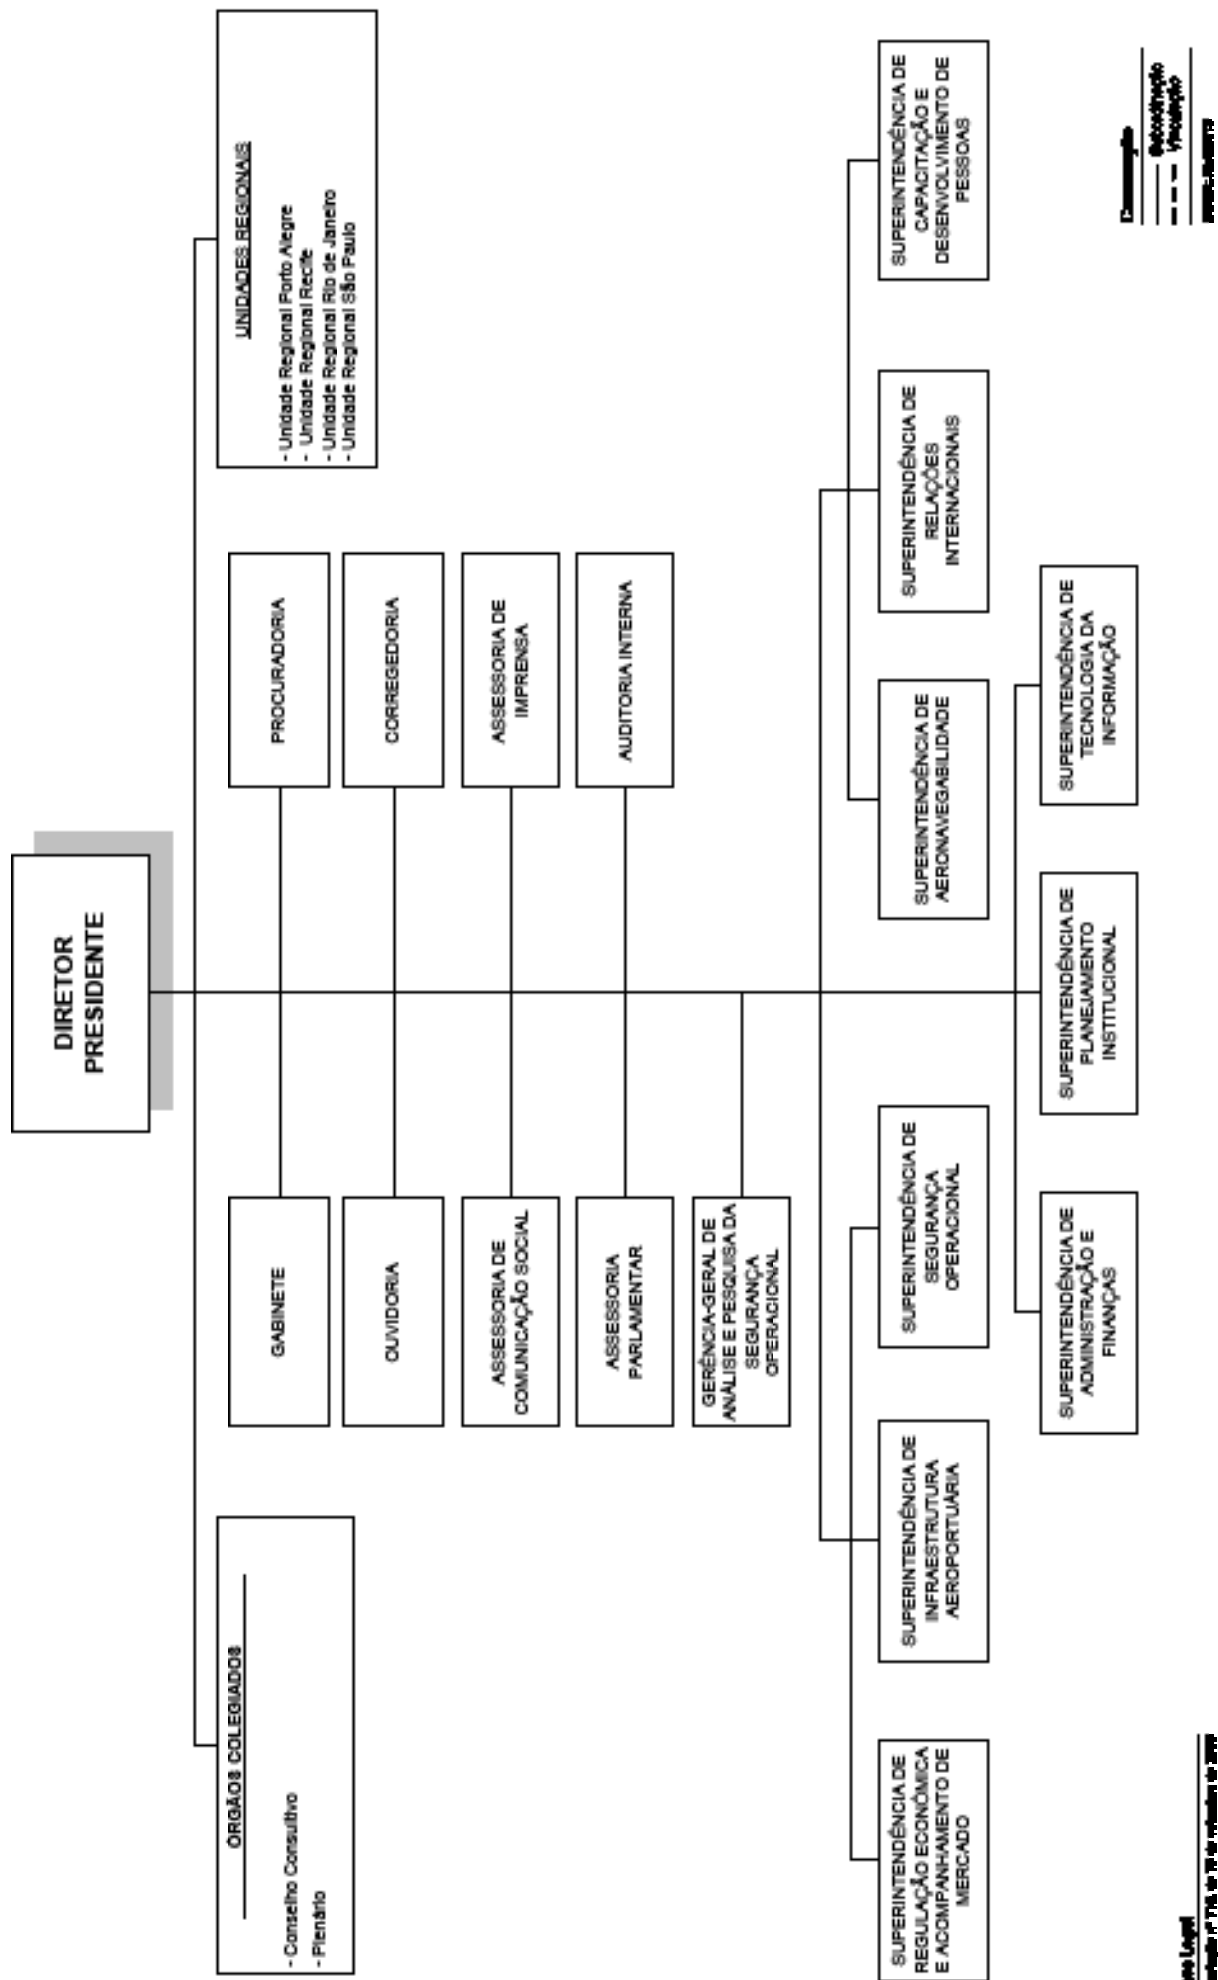 DIRETOR
PRESIDENTE
ÓRGÃOS COLEGIADOS
- Conselho Consultivo
- Plenário
UNIDADES REGIONAIS
- Unidade Regional Porto Alegre
- Unidade Regional Recife
- Unidade Regional Rio de Janeiro
- Unidade Regional São Paulo
GABINETE
PROCURADORIA
OUVIDORIA
CORREGEDORIA
ASSESSORIA DE
COMUNICAÇÃO SOCIAL
ASSESSORIA DE
IMPRENSA
ASSESSORIA
PARLAMENTAR
AUDITORIA INTERNA
GERÊNCIA-GERAL DE
ANÁLISE E PESQUISA DA
SEGURANÇA
OPERACIONAL
SUPERINTENDÊNCIA DE
REGULAÇÃO ECONÔMICA
E ACOMPANHAMENTO DE
MERCADO
SUPERINTENDÊNCIA DE
INFRAESTRUTURA
AEROPORTUÁRIA
SUPERINTENDÊNCIA DE
SEGURANÇA
OPERACIONAL
SUPERINTENDÊNCIA DE
AERONAVEGABILIDADE
SUPERINTENDÊNCIA DE
RELAÇÕES
INTERNACIONAIS
SUPERINTENDÊNCIA DE
CAPACITAÇÃO E
DESENVOLVIMENTO DE
PESSOAS
SUPERINTENDÊNCIA DE
ADMINISTRAÇÃO E
FINANÇAS
SUPERINTENDÊNCIA DE
PLANEJAMENTO
INSTITUCIONAL
SUPERINTENDÊNCIA DE
TECNOLOGIA DA
INFORMAÇÃO
Subordinação
Vinculação
Legal